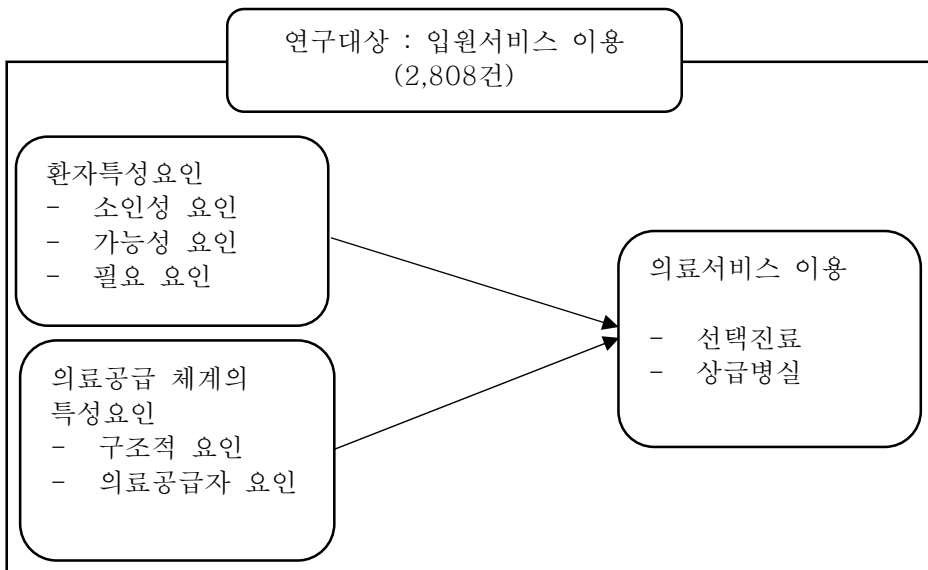 연구대상 : 입원서비스 이용
(2,808건)
환자특성요인
- 소인성 요인
- 가능성 요인
- 필요 요인
의료공급 체계의
특성요인
- 구조적 요인
- 의료공급자 요인
의료서비스 이용
- 선택진료
- 상급병실